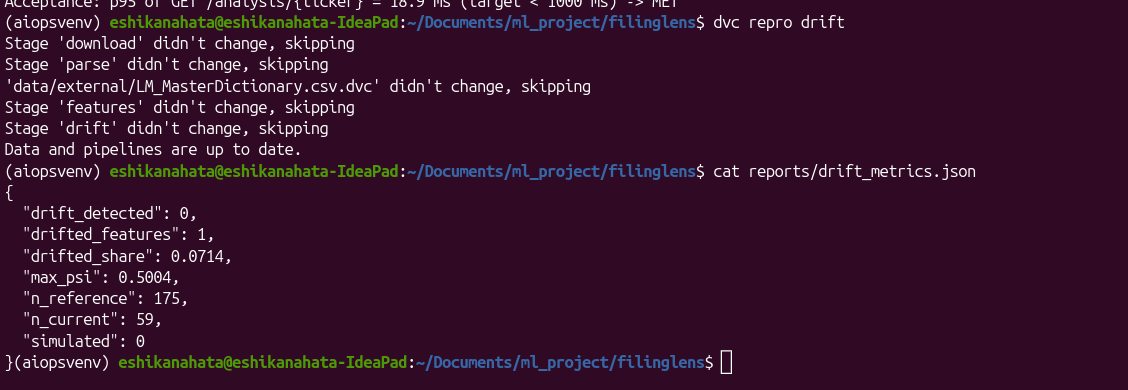 Acceptance: p95 of GET /analysts/{ticker} = 18.9 ms (target < 1000 ms) -> MET
(aiopsvenv) eshikanahata@eshikanahata-IdeaPad:~/Documents/ml_project/filinglens$ dvc repro drift
Stage 'download' didn't change, skipping
Stage 'parse' didn't change, skipping
'data/external/LM_MasterDictionary.csv.dvc' didn't change, skipping
Stage 'features' didn't change, skipping
Stage 'drift' didn't change, skipping
Data and pipelines are up to date.
(aiopsvenv) eshikanahata@eshikanahata-IdeaPad:~/Documents/ml_project/filinglens$ cat reports/drift_metrics.json
{
  "drift_detected": 0,
  "drifted_features": 1,
  "drifted_share": 0.0714,
  "max_psi": 0.5004,
  "n_reference": 175,
  "n_current": 59,
  "simulated": 0
}(aiopsvenv) eshikanahata@eshikanahata-IdeaPad:~/Documents/ml_project/filinglens$